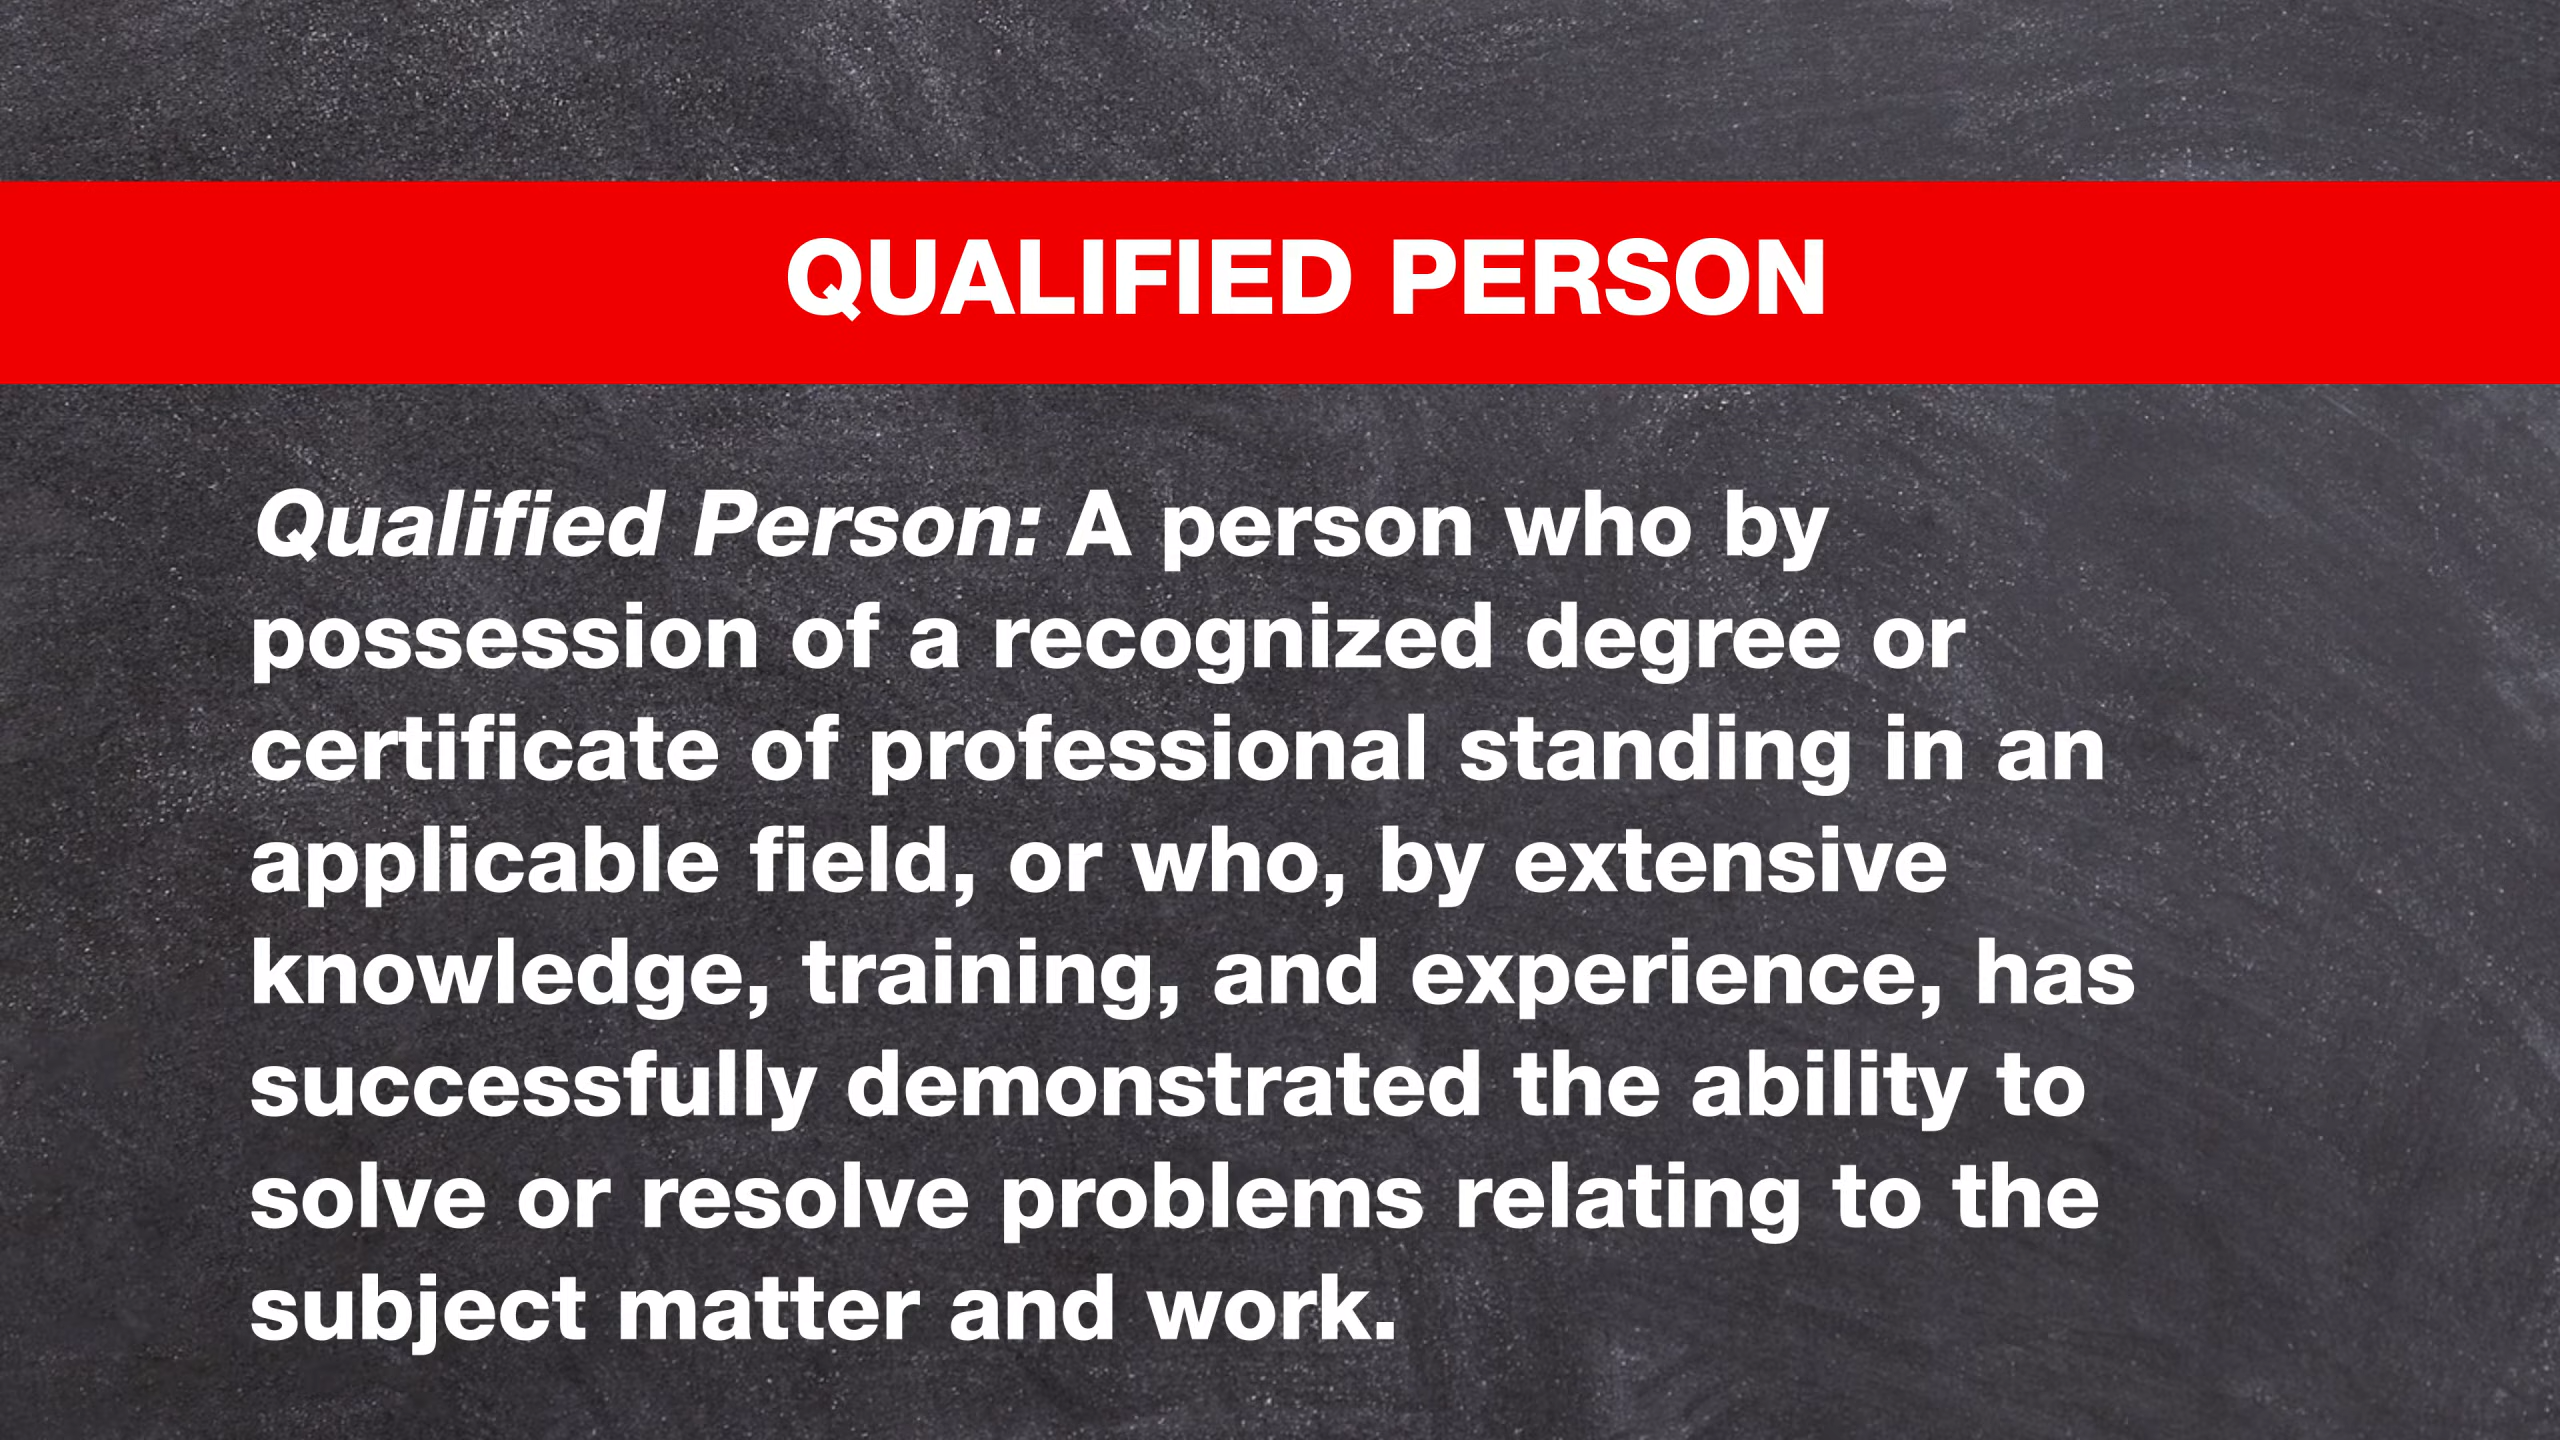 QUALIFIED PERSON
Qualified Person: A person who by
possession of a recognized degree or
certificate of professional standing in an
applicable field, or who, by extensive
knowledge, training, and experience, has
successfully demonstrated the ability to
solve or resolve problems relating to the
subject matter and work.